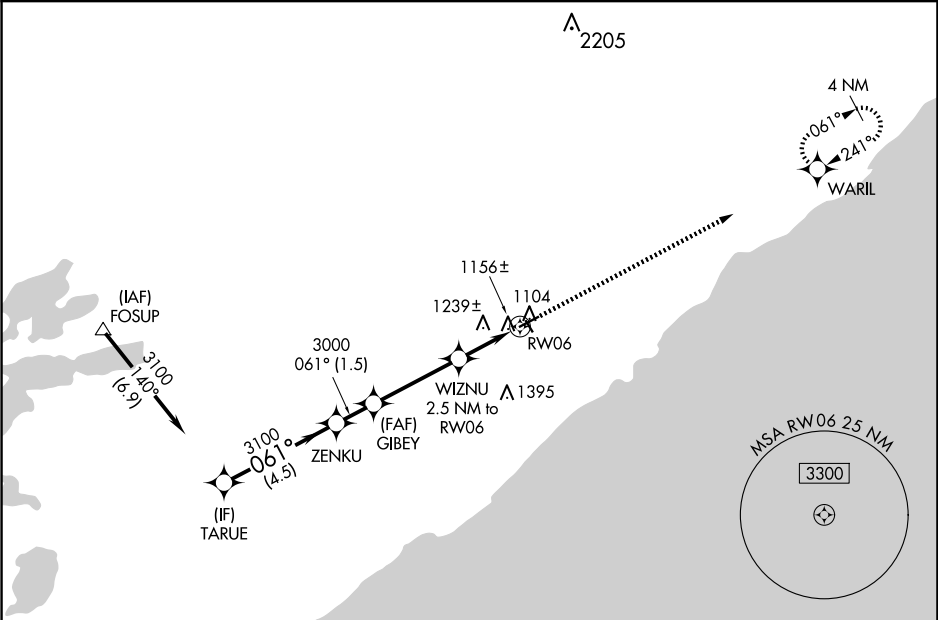 2205
4 NM
061°
241°
WARIL
1156±
1239±
1104
RW06
(IAF)
FOSUP
3100
140°
(6.9)
3000
061° (1.5)
WIZNU
2.5 NM to
RW06
1395
(FAF)
GIBEY
ZENKU
3100
061°
(4.5)
(IF)
TARUE
MSA RW06 25 NM
3300